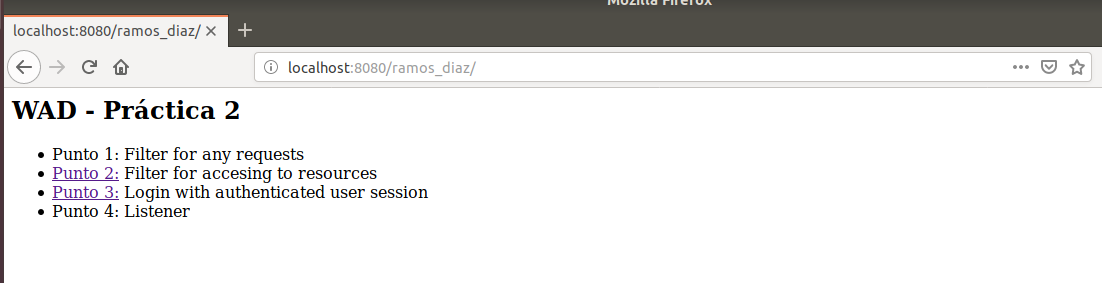 Mozilla Firefox
localhost:8080/ramos_diaz/
localhost:8080/ramos_diaz/
WAD - Práctica 2
Punto 1: Filter for any requests
Punto 2: Filter for accesing to resources
Punto 3: Login with authenticated user session
Punto 4: Listener